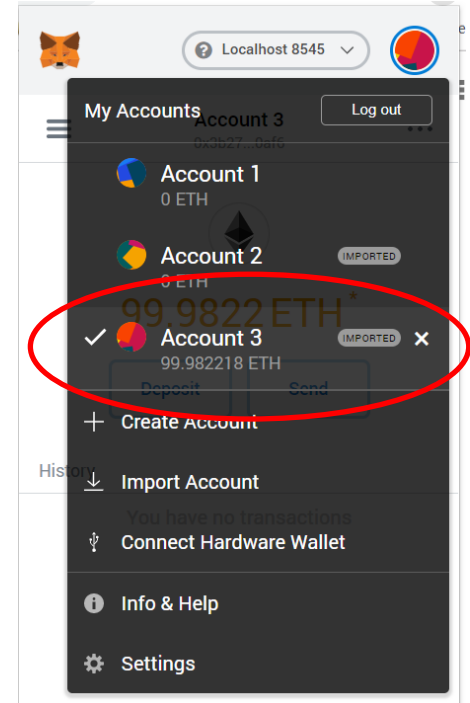 Localhost 8545
My Accounts
Log out
Account 3
0x3b27...0af6
Account 1
0 ETH
Account 2
IMPORTED
0 ETH
99.9822 ETH
*
Account 3
IMPORTED
99.982218 ETH
Deposit
Send
Create Account
History
Import Account
You have no transactions
Connect Hardware Wallet
Info & Help
Settings